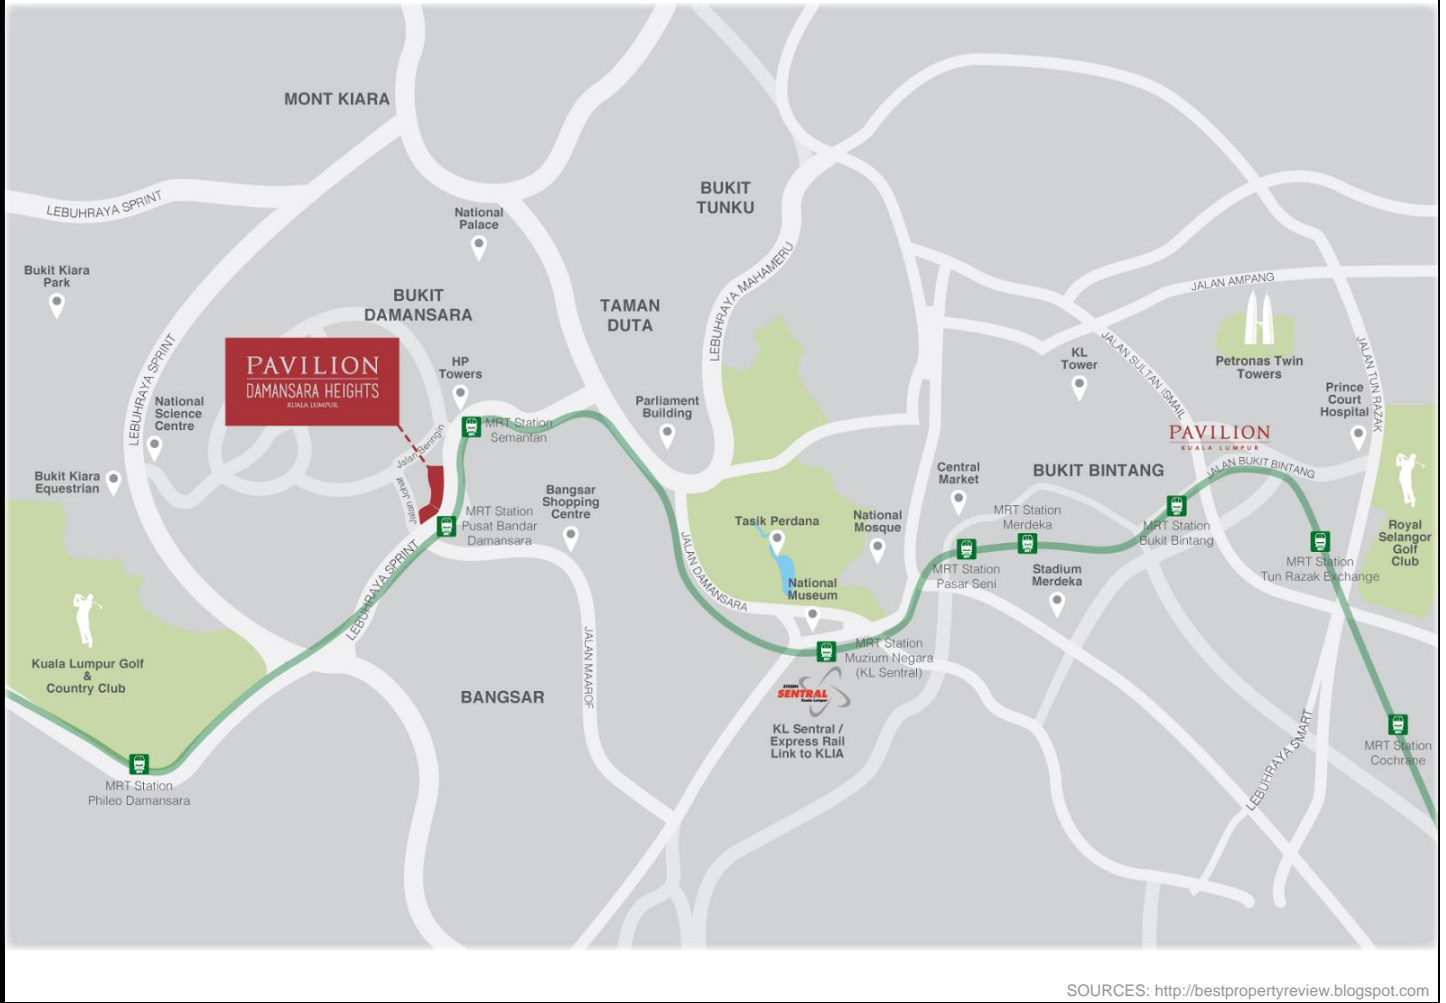 MONT KIARA
LEBUHRAYA SPRINT
BUKIT
TUNKU
National
Palace
Bukit Kiara
Park
BUKIT
DAMANSARA
TAMAN
DUTA
LEBUHRAYA MAHAMERU
JALAN AMPANG
LEBUHRAYA SPRINT
PAVILION
DAMANSARA HEIGHTS
KUALA LUMPUR
HP
Towers
KL
Tower
JALAN SULTAN ISMAIL
Petronas Twin
Towers
JALAN TUN RAZAK
Prince
Court
Hospital
National
Science
Centre
Parliament
Building
MRT Station
Semantan
Jalan Beringin
PAVILION
KUALA LUMPUR
Bukit Kiara
Equestrian
Jalan Johar
Bangsar
Shopping
Centre
Central
Market
BUKIT BINTANG
JALAN BUKIT BINTANG
MRT Station
Pusat Bandar
Damansara
Tasik Perdana
National
Mosque
MRT Station
Merdeka
MRT Station
Bukit Bintang
Royal
Selangor
Golf
Club
LEBUHRAYA SPRINT
JALAN DAMANSARA
National
Museum
MRT Station
Pasar Seni
Stadium
Merdeka
MRT Station
Tun Razak Exchange
Kuala Lumpur Golf
&
Country Club
BANGSAR
JALAN MAAROF
MRT Station
Muzium Negara
(KL Sentral)
SENTRAL
Kuala Lumpur
KL Sentral /
Express Rail
Link to KLIA
LEBUHRAYA SMART
MRT Station
Cochrane
MRT Station
Phileo Damansara
SOURCES: http://bestpropertyreview.blogspot.com